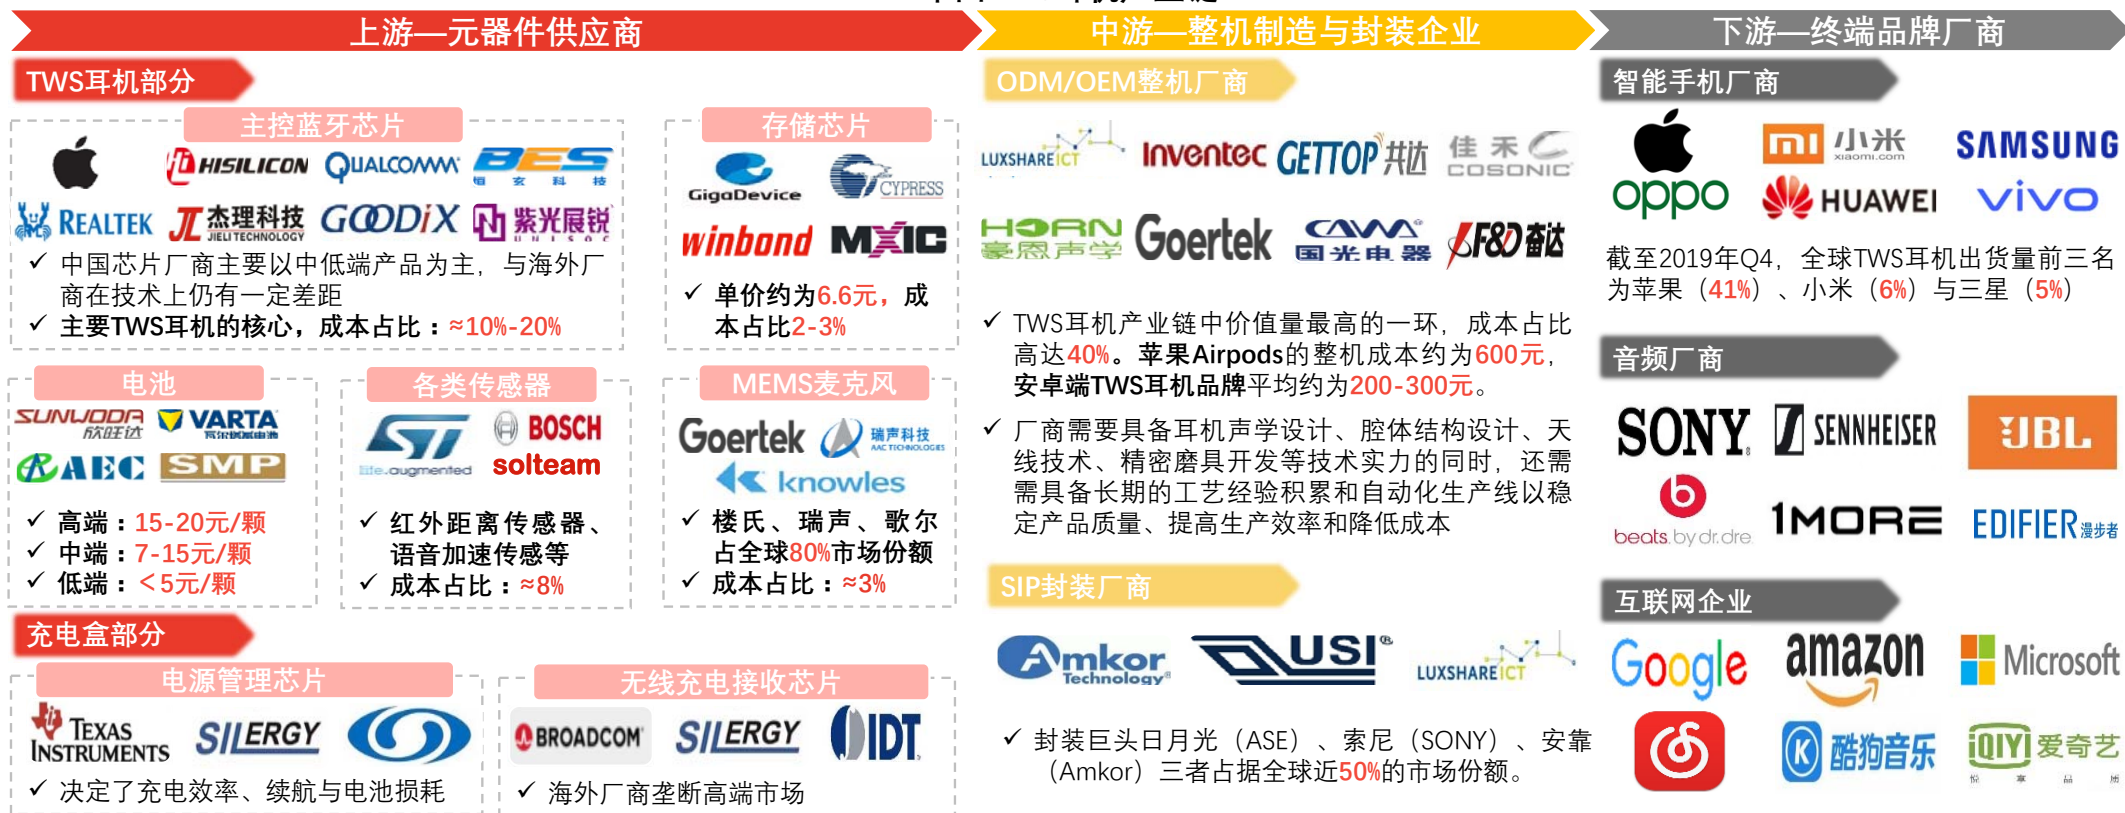 上游—元器件供应商
中游—整机制造与封装企业
下游—终端品牌厂商
TWS耳机部分
主控蓝牙芯片
HISILICON
QUALCOMM
BES
恒玄科技
REALTEK
杰理科技
JIELI TECHNOLOGY
GOODiX
紫光展锐
UNISOC
✓ 中国芯片厂商主要以中低端产品为主，与海外厂
商在技术上仍有一定差距
✓ 主要TWS耳机的核心，成本占比：≈10%-20%
存储芯片
GigaDevice
CYPRESS
winbond
MXIC
✓ 单价约为6.6元，成
本占比2-3%
电池
SUNWODA
欣旺达
VARTA
AEC
SMP
✓ 高端：15-20元/颗
✓ 中端：7-15元/颗
✓ 低端：＜5元/颗
各类传感器
ST
life.augmented
BOSCH
solteam
✓ 红外距离传感器、
语音加速传感等
✓ 成本占比：≈8%
MEMS麦克风
Goertek
瑞声科技
AAC TECHNOLOGIES
knowles
✓ 楼氏、瑞声、歌尔
占全球80%市场份额
✓ 成本占比：≈3%
充电盒部分
电源管理芯片
TEXAS
INSTRUMENTS
SILERGY
✓ 决定了充电效率、续航与电池损耗
无线充电接收芯片
BROADCOM
SILERGY
IDT
✓ 海外厂商垄断高端市场
ODM/OEM整机厂商
LUXSHARE ICT
Inventec
GETTOP 共达
佳禾
COSONIC
HORN
豪恩声学
Goertek
国光电器
F&D 奋达
✓ TWS耳机产业链中价值量最高的一环，成本占比
高达40%。苹果Airpods的整机成本约为600元，
安卓端TWS耳机品牌平均约为200-300元。
✓ 厂商需要具备耳机声学设计、腔体结构设计、天
线技术、精密磨具开发等技术实力的同时，还需
需具备长期的工艺经验积累和自动化生产线以稳
定产品质量、提高生产效率和降低成本
SIP封装厂商
Amkor
Technology®
USI®
LUXSHARE ICT
✓ 封装巨头日月光（ASE）、索尼（SONY）、安靠
（Amkor）三者占据全球近50%的市场份额。
智能手机厂商
mi 小米
xiaomi.com
SAMSUNG
oppo
HUAWEI
vivo
截至2019年Q4，全球TWS耳机出货量前三名
为苹果（41%）、小米（6%）与三星（5%）
音频厂商
SONY
SENNHEISER
JBL
beats by dr. dre
1MORE
EDIFIER 漫步者
互联网企业
Google
amazon
Microsoft
K 酷狗音乐
iQIYI 爱奇艺
悦享品质